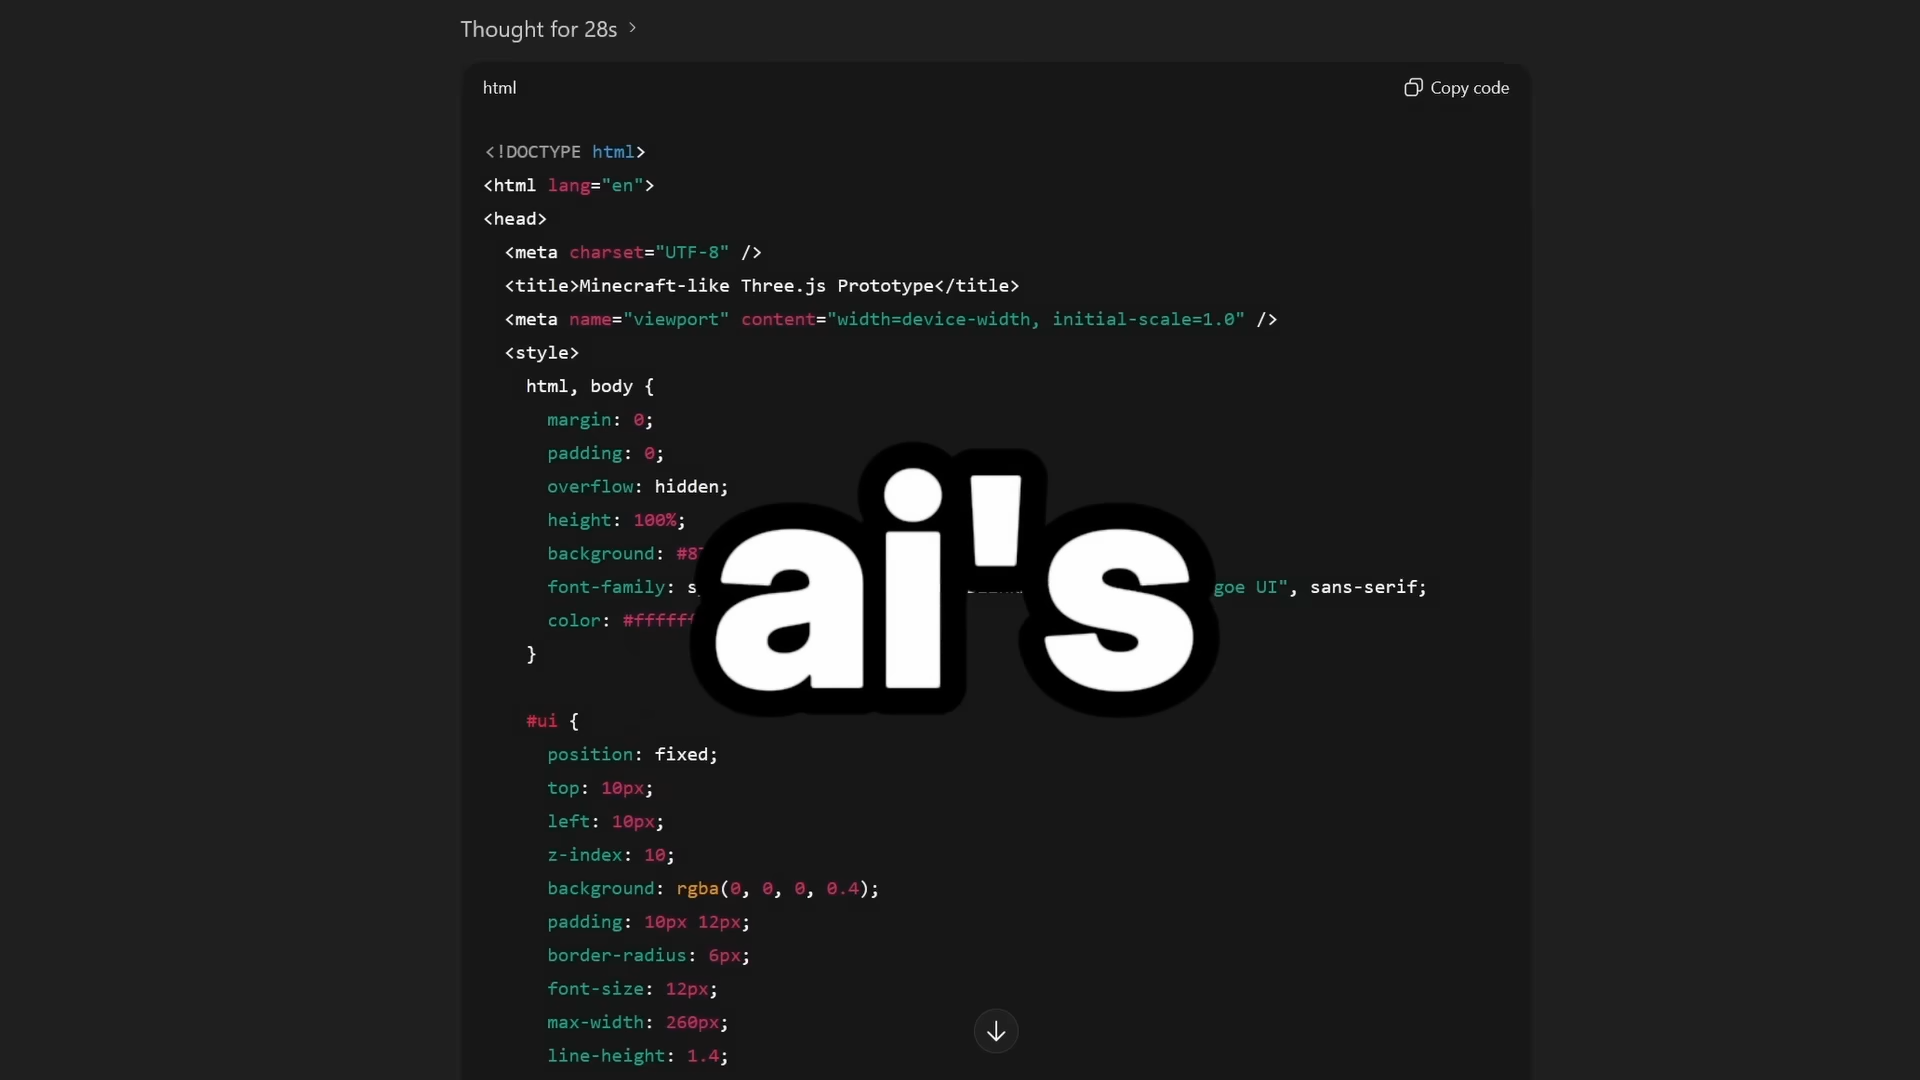 Thought for 28s
html
Copy code
<!DOCTYPE html>
<html lang="en">
<head>
<meta charset="UTF-8" />
<title>Minecraft-like Three.js Prototype</title>
<meta name="viewport" content="width=device-width, initial-scale=1.0" />
<style>
html, body {
margin: 0;
padding: 0;
overflow: hidden;
height: 100%;
background:
font-family: UI", sans-serif;
color: #ffffff
}
ai's
#ui {
position: fixed;
top: 10px;
left: 10px;
z-index: 10;
background: rgba(0, 0, 0, 0.4);
padding: 10px 12px;
border-radius: 6px;
font-size: 12px;
max-width: 260px;
line-height: 1.4;